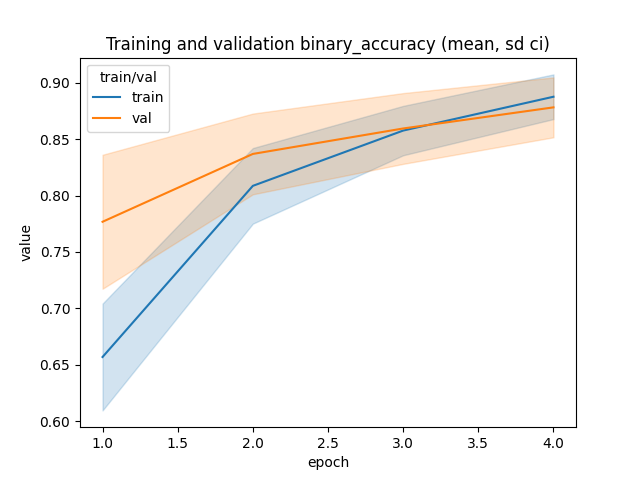 Training and validation binary_accuracy (mean, sd ci)
train/val
train
val
0.90
0.85
0.80
0.75
0.70
0.65
0.60
value
1.0 1.5 2.0 2.5 3.0 3.5 4.0
epoch